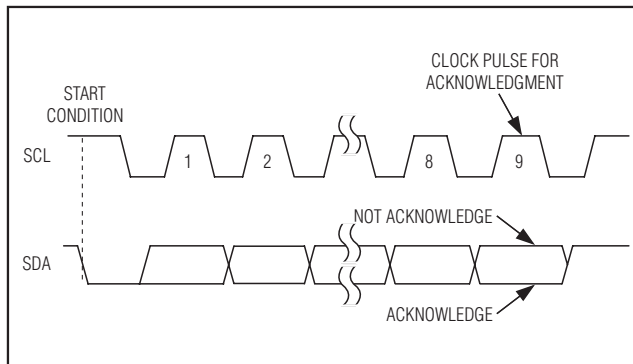 CLOCK PULSE FOR
ACKNOWLEDGMENT
START
CONDITION
SCL
1
2
8
9
NOT ACKNOWLEDGE
SDA
ACKNOWLEDGE